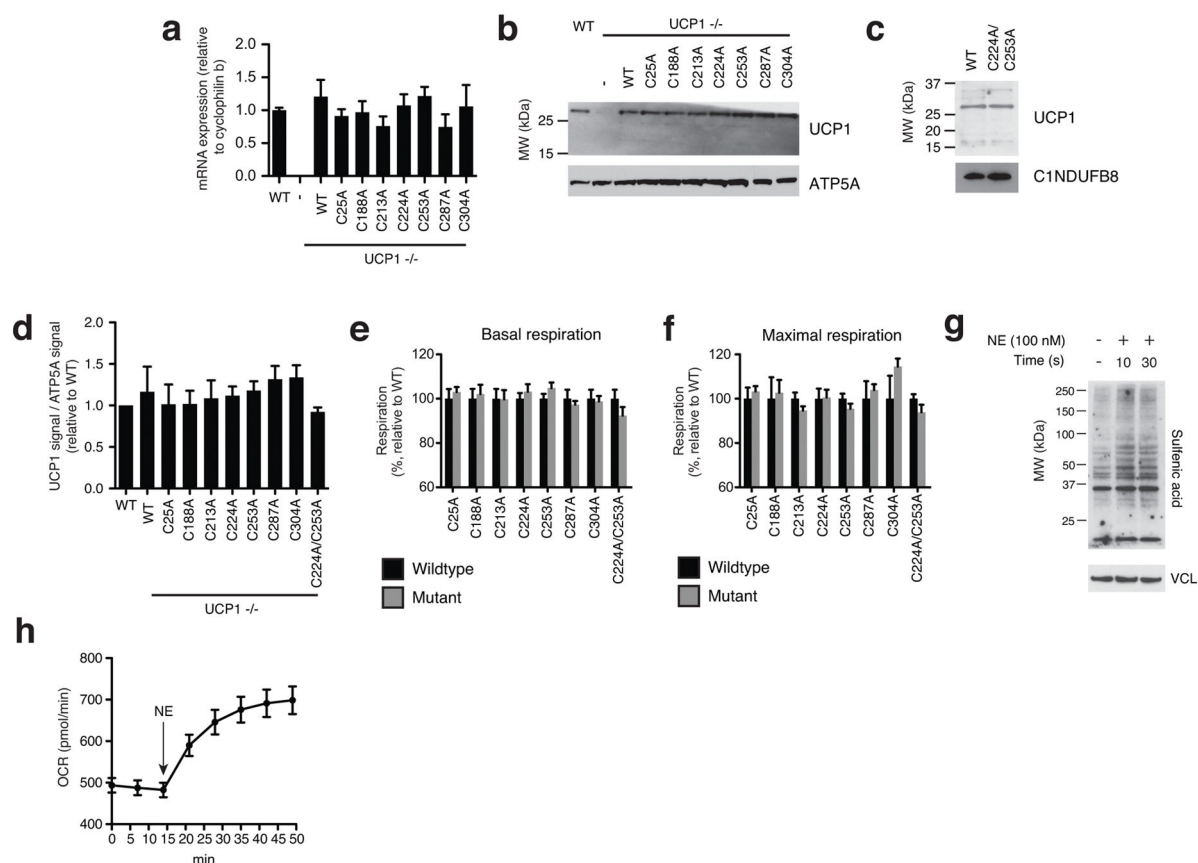 a
mRNA expression (relative
to cyclophilin b)
2.0
1.5
1.0
0.5
0.0
WT
-
WT
C25A
C188A
C213A
C224A
C253A
C287A
C304A
UCP1 -/-
b
WT
UCP1 -/-
-
WT
C25A
C188A
C213A
C224A
C253A
C287A
C304A
MW (kDa)
25
15
UCP1
ATP5A
c
WT
C224A/
C253A
MW (kDa)
37
25
20
15
UCP1
C1NDUFB8
d
UCP1 signal / ATP5A signal
(relative to WT)
2.0
1.5
1.0
0.5
0.0
WT
WT
C25A
C188A
C213A
C224A
C253A
C287A
C304A
C224A/C253A
UCP1 -/-
e
Basal respiration
Respiration
(%, relative to WT)
120
100
80
60
C25A
C188A
C213A
C224A
C253A
C287A
C304A
C224A/C253A
Wildtype
Mutant
f
Maximal respiration
Respiration
(%, relative to WT)
120
100
80
60
C25A
C188A
C213A
C224A
C253A
C287A
C304A
C224A/C253A
Wildtype
Mutant
g
NE (100 nM) - + +
Time (s) - 10 30
MW (kDa)
250
150
100
50
37
25
Sulfenic acid
VCL
h
OCR (pmol/min)
800
700
600
500
400
NE
0 5 10 15 20 25 30 35 40 45 50
min